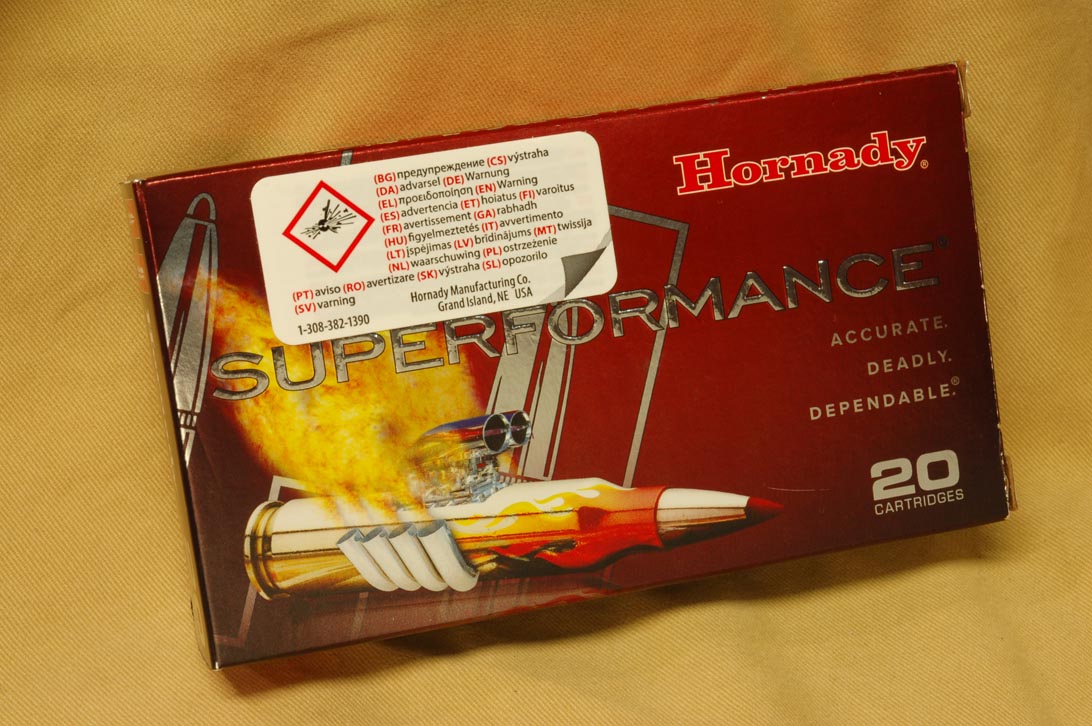 Hornady®
(BG) предупреждение (CS) výstraha
(DA) advarsel (DE) Warnung
(EL) προειδοποίηση (EN) Warning
(ES) advertencia (ET) hoiatus (FI) varoitus
(FR) avertissement (GA) rabhadh
(HU) figyelmeztetés (IT) avvertimento
(LT) įspėjimas (LV) brīdinājums (MT) twissija
(NL) waarschuwing (PL) ostrzeżenie
(PT) aviso (RO) avertizare (SK) výstraha (SL) opozorilo
(SV) varning
Hornady Manufacturing Co.
Grand Island, NE USA
1-308-382-1390
SUPERFORMANCE®
ACCURATE.
DEADLY.
DEPENDABLE.®
20
CARTRIDGES